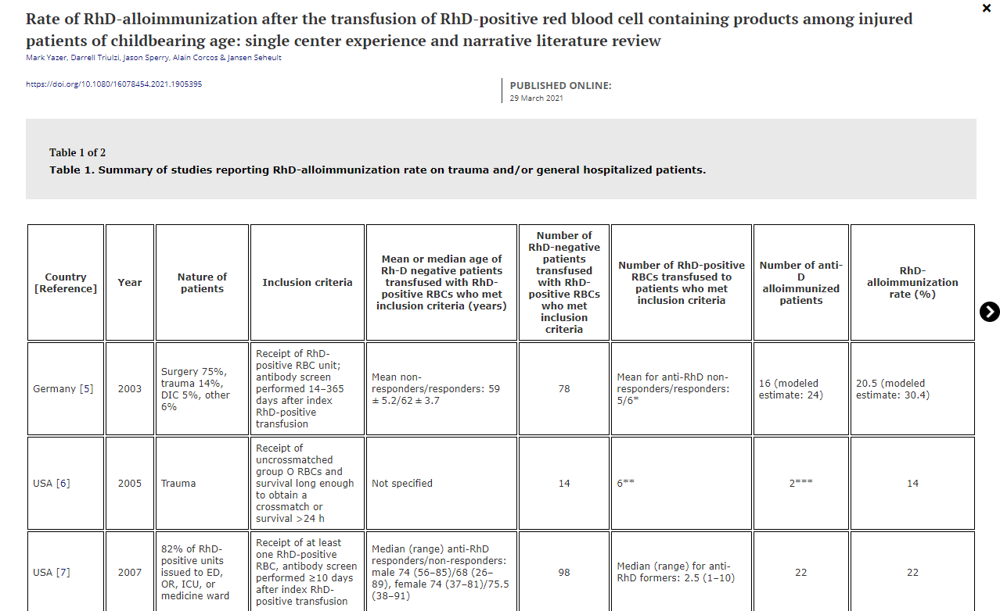 Rate of RhD-alloimmunization after the transfusion of RhD-positive red blood cell containing products among injured
patients of childbearing age: single center experience and narrative literature review
Mark Yazer, Darrell Triulzi, Jason Sperry, Alain Corcos & Jansen Seheult
https://doi.org/10.1080/16078454.2021.1905395
PUBLISHED ONLINE:
29 March 2021
Table 1 of 2
Table 1. Summary of studies reporting RhD-alloimmunization rate on trauma and/or general hospitalized patients.
Country
[Reference]
Year
Nature of
patients
Inclusion criteria
Mean or median age of
Rh-D negative patients
transfused with RhD-
positive RBCs who met
inclusion criteria (years)
Number of
RhD-negative
patients
transfused
with RhD-
positive RBCs
who met
inclusion
criteria
Number of RhD-positive
RBCs transfused to
patients who met
inclusion criteria
Number of anti-
D
alloimmunized
patients
RhD-
alloimmunization
rate (%)
Germany [5]
2003
Surgery 75%,
trauma 14%,
DIC 5%, other
6%
Receipt of RhD-
positive RBC unit;
antibody screen
performed 14–365
days after index
RhD-positive
transfusion
Mean non-
responders/responders: 59
± 5.2/62 ± 3.7
78
Mean for anti-RhD non-
responders/responders:
5/6*
16 (modeled
estimate: 24)
20.5 (modeled
estimate: 30.4)
USA [6]
2005
Trauma
Receipt of
uncrossmatched
group O RBCs and
survival long enough
to obtain a
crossmatch or
survival >24 h
Not specified
14
6**
2***
14
USA [7]
2007
82% of RhD-
positive units
issued to ED,
OR, ICU, or
medicine ward
Receipt of at least
one RhD-positive
RBC, antibody screen
performed ≥10 days
after index RhD-
positive transfusion
Median (range) anti-RhD
responders/non-responders:
male 74 (56–85)/68 (26–
89), female 74 (37–81)/75.5
(38–91)
98
Median (range) for anti-
RhD formers: 2.5 (1–10)
22
22